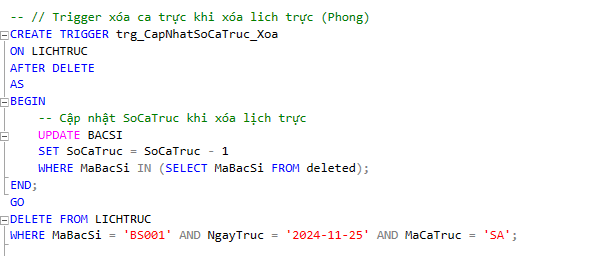 -- // Trigger xóa ca trực khi xóa lich trực (Phong)
CREATE TRIGGER trg_CapNhatSoCaTruc_Xoa
ON LICHTRUC
AFTER DELETE
AS
BEGIN
-- Cập nhật SoCaTruc khi xóa lịch trực
UPDATE BACSI
SET SoCaTruc = SoCaTruc - 1
WHERE MaBacSi IN (SELECT MaBacSi FROM deleted);
END;
GO
DELETE FROM LICHTRUC
WHERE MaBacSi = 'BS001' AND NgayTruc = '2024-11-25' AND MaCaTruc = 'SA';